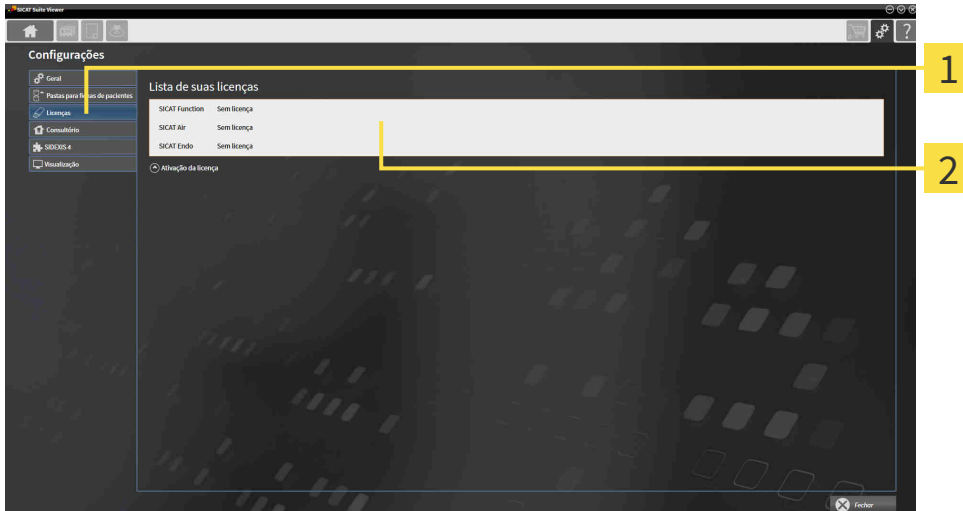 SICAT Suite Viewer
?
Configurações
1
Geral
Pastas para fichas de pacientes
Licenças
Consultório
SIDEXIS 4
Visualização
Lista de suas licenças
SICAT Function Sem licença
SICAT Air Sem licença
SICAT Endo Sem licença
2
Ativação da licença
Fechar